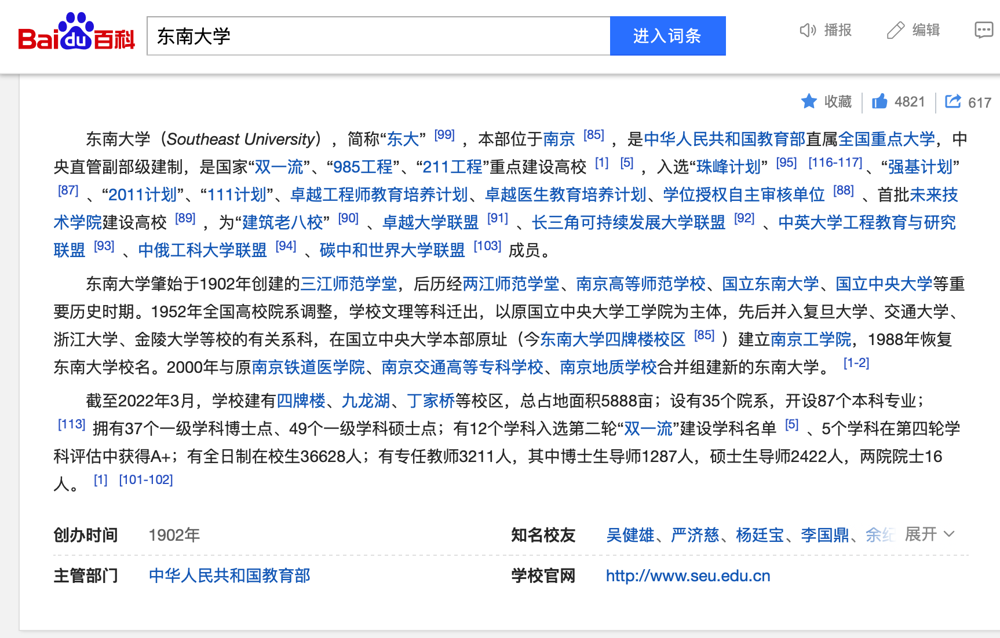 Bai du 百科
东南大学
进入词条
播报
编辑
收藏 4821 617
东南大学（Southeast University），简称“东大” [99] ，本部位于南京 [85] ，是中华人民共和国教育部直属全国重点大学，中
央直管副部级建制，是国家“双一流”、“985工程”、“211工程”重点建设高校 [1] [5] ，入选“珠峰计划” [95] [116-117] 、“强基计划”
[87] 、“2011计划”、“111计划”、卓越工程师教育培养计划、卓越医生教育培养计划、学位授权自主审核单位 [88] 、首批未来技
术学院建设高校 [89] ，为“建筑老八校” [90] 、卓越大学联盟 [91] 、长三角可持续发展大学联盟 [92] 、中英大学工程教育与研究
联盟 [93] 、中俄工科大学联盟 [94] 、碳中和世界大学联盟 [103] 成员。
东南大学肇始于1902年创建的三江师范学堂，后历经两江师范学堂、南京高等师范学校、国立东南大学、国立中央大学等重
要历史时期。1952年全国高校院系调整，学校文理等科迁出，以原国立中央大学工学院为主体，先后并入复旦大学、交通大学、
浙江大学、金陵大学等校的有关系科，在国立中央大学本部原址（今东南大学四牌楼校区 [85] ）建立南京工学院，1988年恢复
东南大学校名。2000年与原南京铁道医学院、南京交通高等专科学校、南京地质学校合并组建新的东南大学。 [1-2]
截至2022年3月，学校建有四牌楼、九龙湖、丁家桥等校区，总占地面积5888亩；设有35个院系，开设87个本科专业；
[113] 拥有37个一级学科博士点、49个一级学科硕士点；有12个学科入选第二轮“双一流”建设学科名单 [5] 、5个学科在第四轮学
科评估中获得A+；有全日制在校生36628人；有专任教师3211人，其中博士生导师1287人，硕士生导师2422人，两院院士16
人。 [1] [101-102]
创办时间 1902年
知名校友 吴健雄、严济慈、杨廷宝、李国鼎、余纪 展开
主管部门 中华人民共和国教育部
学校官网 http://www.seu.edu.cn